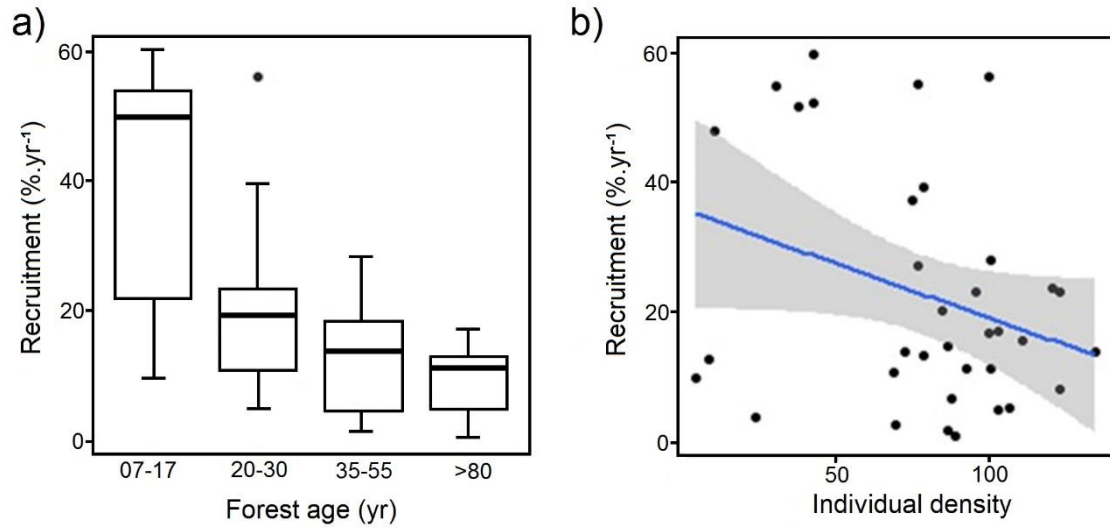 a)
Recruitment (%.yr⁻¹)
60
40
20
0
07-17 20-30 35-55 >80
Forest age (yr)
b)
Recruitment (%.yr⁻¹)
60
40
20
0
50 100
Individual density